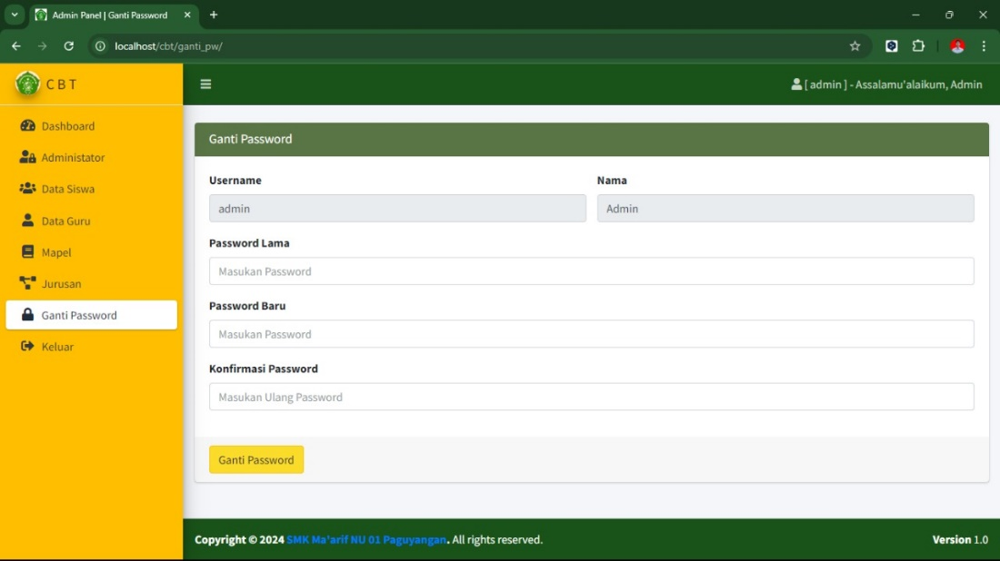 Admin Panel | Ganti Password
localhost/cbt/ganti_pw/
CBT
[ admin ] - Assalamu'alaikum, Admin
Dashboard
Administator
Data Siswa
Data Guru
Mapel
Jurusan
Ganti Password
Keluar
Ganti Password
Username Nama
admin Admin
Password Lama
Masukan Password
Password Baru
Masukan Password
Konfirmasi Password
Masukan Ulang Password
Ganti Password
Copyright © 2024 SMK Ma'arif NU 01 Paguyangan. All rights reserved. Version 1.0